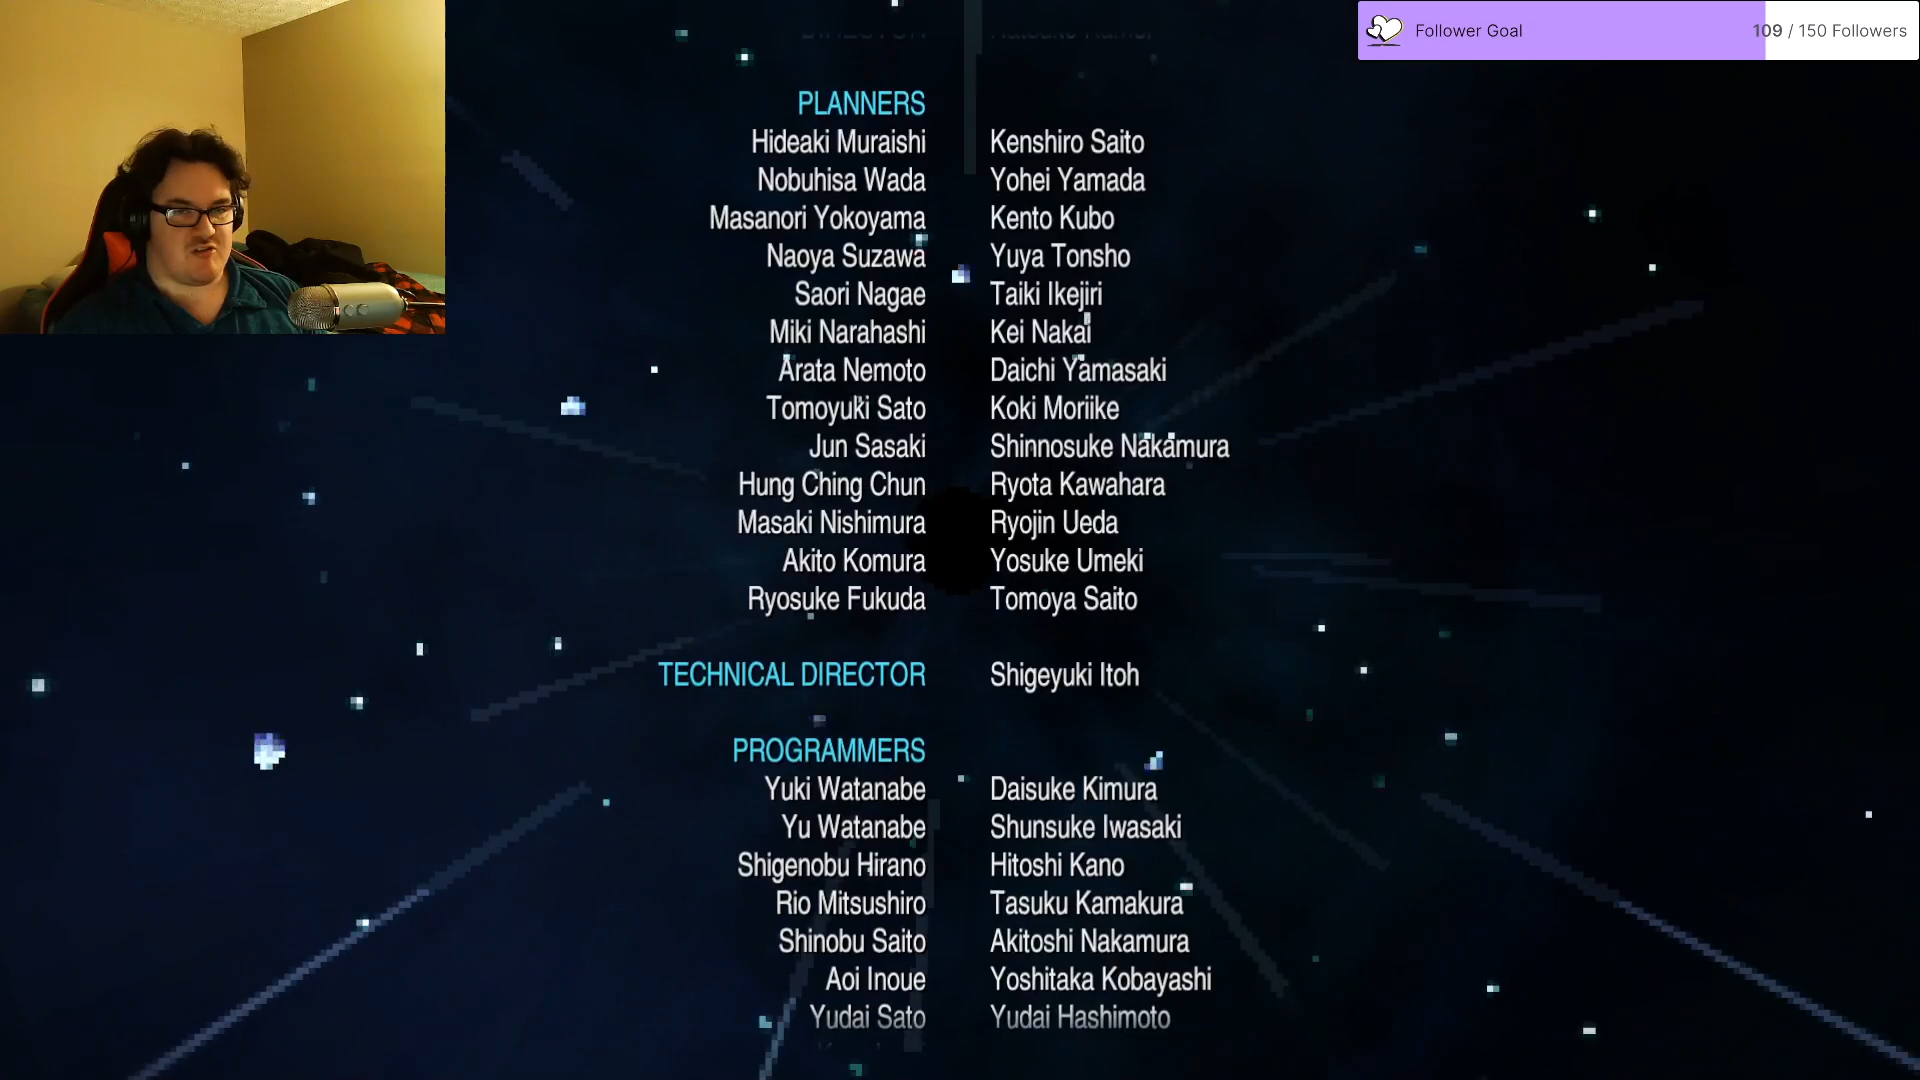 Follower Goal 109 / 150 Followers
DIRECTOR
PLANNERS
Hideaki Muraishi Kenshiro Saito
Nobuhisa Wada Yohei Yamada
Masanori Yokoyama Kento Kubo
Naoya Suzawa Yuya Tonsho
Saori Nagae Taiki Ikejiri
Miki Narahashi Kei Nakai
Arata Nemoto Daichi Yamasaki
Tomoyuki Sato Koki Moriike
Jun Sasaki Shinnosuke Nakamura
Hung Ching Chun Ryota Kawahara
Masaki Nishimura Ryojin Ueda
Akito Komura Yosuke Umeki
Ryosuke Fukuda Tomoya Saito
TECHNICAL DIRECTOR Shigeyuki Itoh
PROGRAMMERS
Yuki Watanabe Daisuke Kimura
Yu Watanabe Shunsuke Iwasaki
Shigenobu Hirano Hitoshi Kano
Rio Mitsushiro Tasuku Kamakura
Shinobu Saito Akitoshi Nakamura
Aoi Inoue Yoshitaka Kobayashi
Yudai Sato Yudai Hashimoto